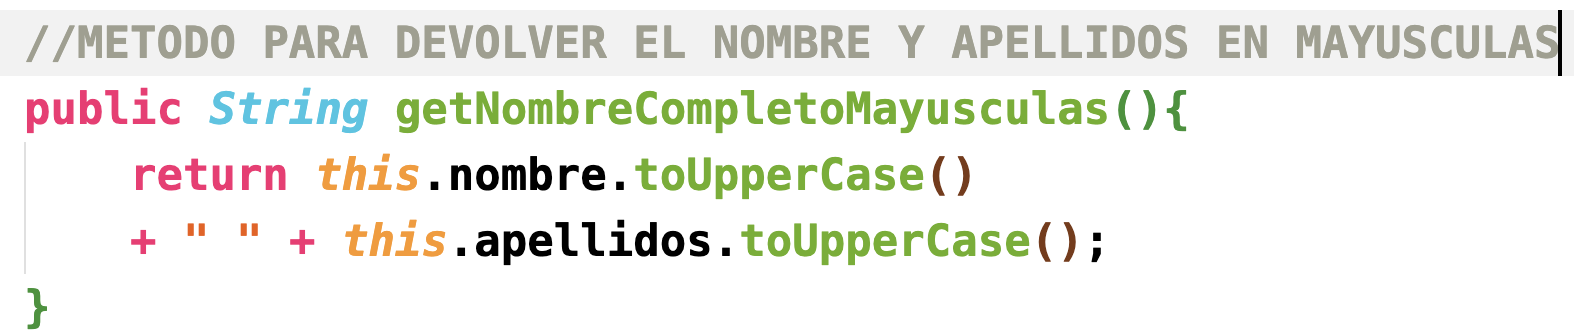 //METODO PARA DEVOLVER EL NOMBRE Y APELLIDOS EN MAYUSCULAS
public String getNombreCompletoMayusculas(){
    return this.nombre.toUpperCase()
    + " " + this.apellidos.toUpperCase();
}